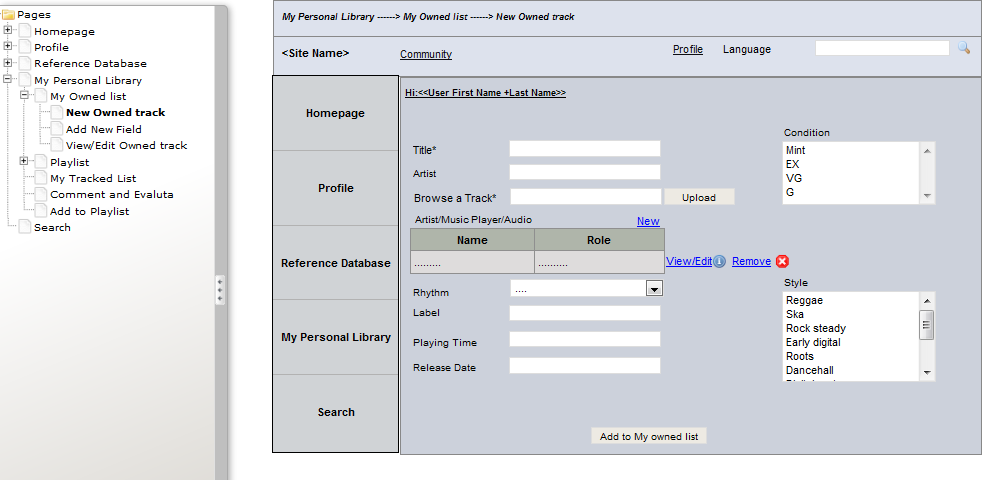 Pages
Homepage
Profile
Reference Database
My Personal Library
My Owned list
New Owned track
Add New Field
View/Edit Owned track
Playlist
My Tracked List
Comment and Evaluta
Add to Playlist
Search
My Personal Library ------> My Owned list ------> New Owned track
<Site Name> Community Profile Language
Homepage
Profile
Reference Database
My Personal Library
Search
Hi:<<User First Name +Last Name>>
Title*
Artist
Browse a Track* Upload
Artist/Music Player/Audio New
Name Role
......... ..........
View/Edit Remove
Rhythm ....
Label
Playing Time
Release Date
Condition
Mint
EX
VG
G
Style
Reggae
Ska
Rock steady
Early digital
Roots
Dancehall
Add to My owned list